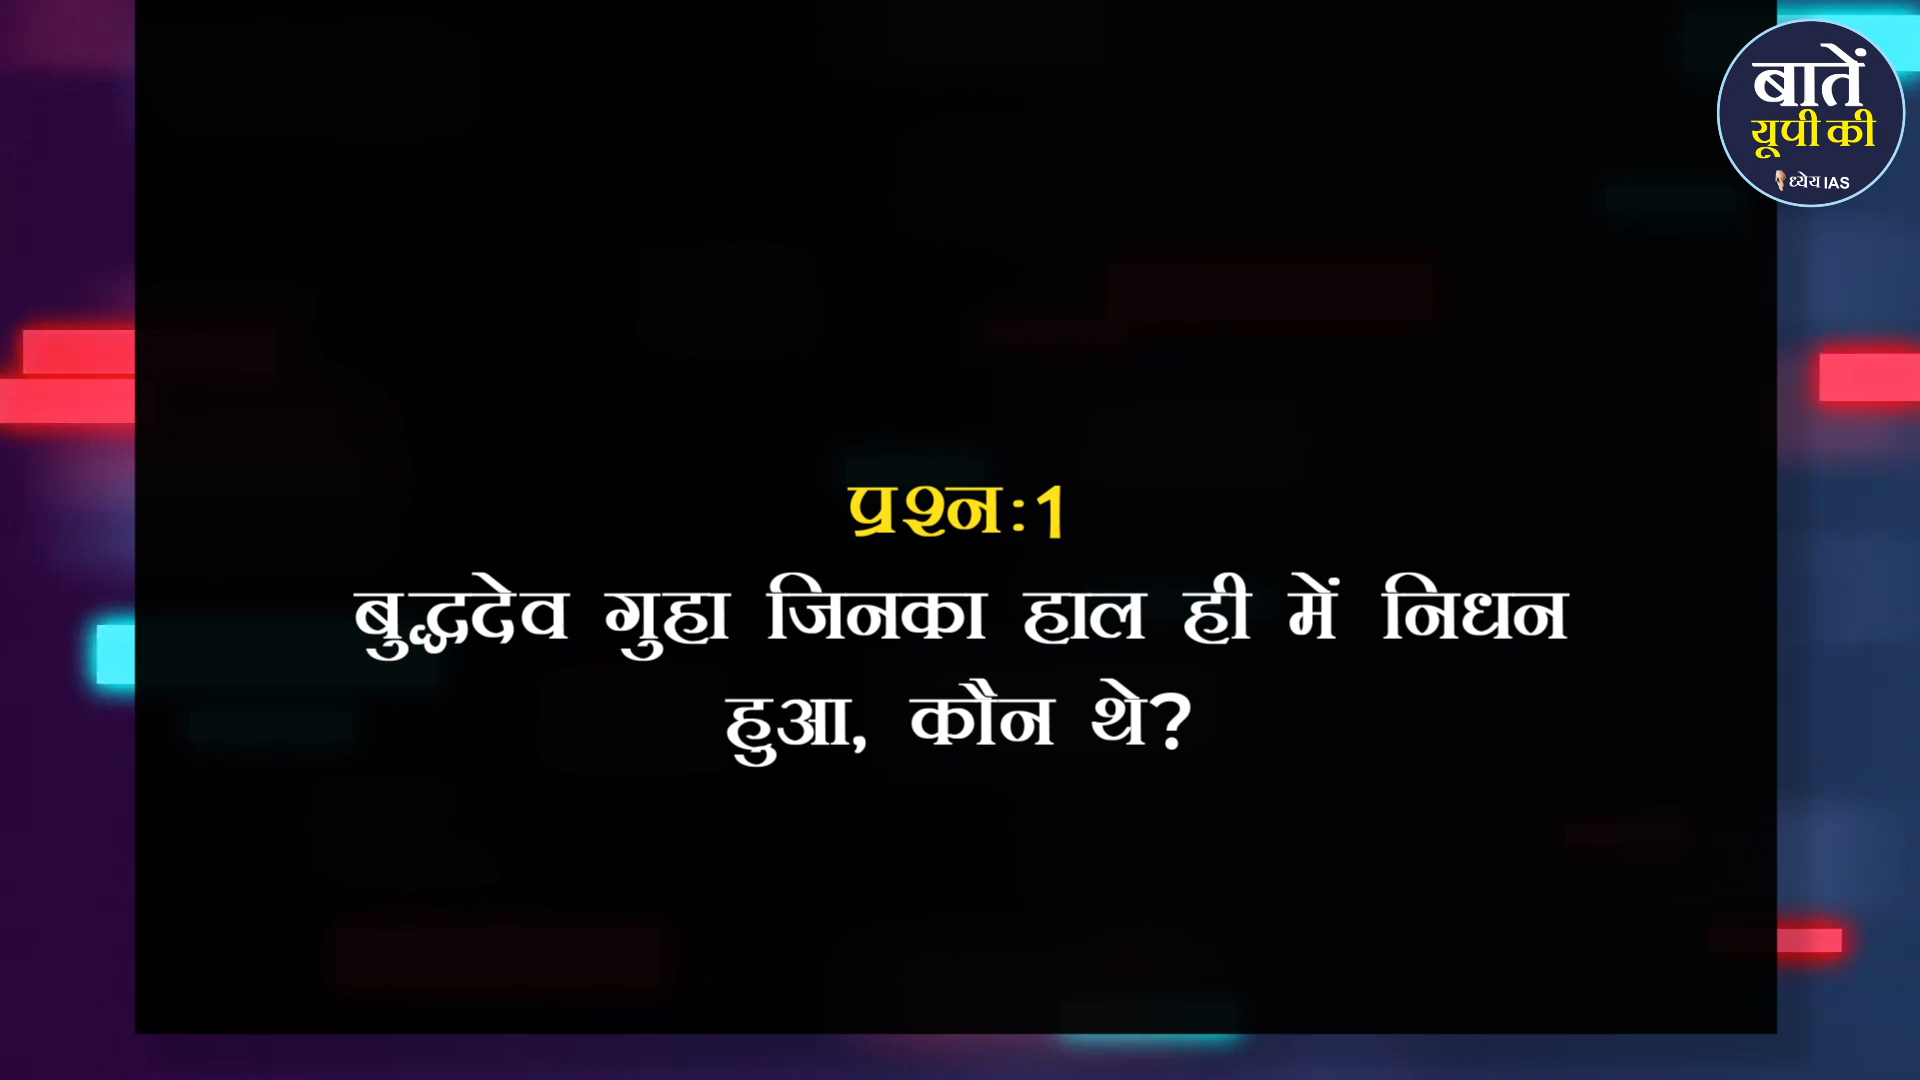 बातें
यूपी की
ध्येय IAS
प्रश्न:1
बुद्धदेव गुहा जिनका हाल ही में निधन
हुआ, कौन थे?